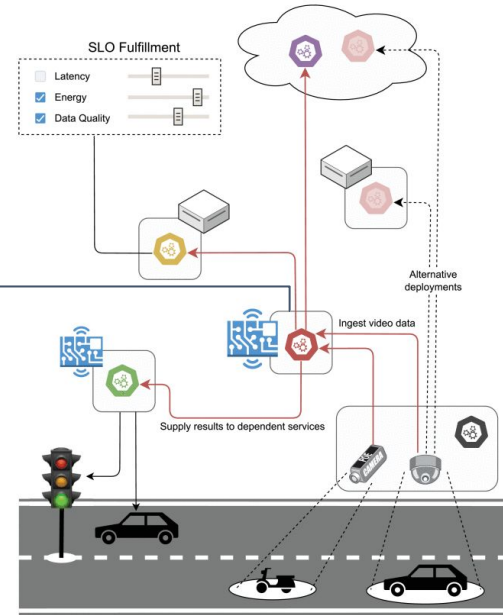 SLO Fulfillment
Latency
Energy
Data Quality
Alternative
deployments
Ingest video data
Supply results to dependent services
CAMERA